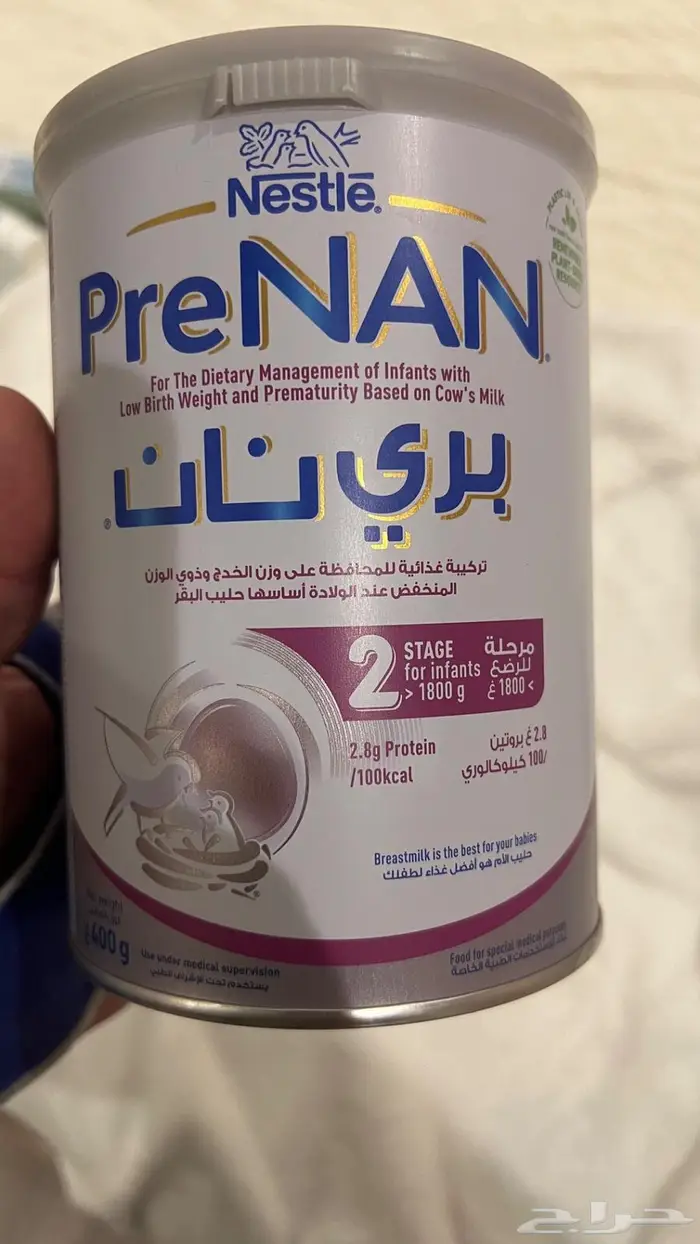 Nestlé
PreNAN
For The Dietary Management of Infants with
Low Birth Weight and Prematurity Based on Cow's Milk
بري نان
تركيبة غذائية للمحافظة على وزن الخدج وذوي الوزن
المنخفض عند الولادة أساسها حليب البقر
2 STAGE
for infants
> 1800 g
مرحلة
للرضع
> 1800 غ
2.8g Protein
/100kcal
2.8 غ بروتين
/100 كيلوكالوري
Breastmilk is the best for your babies
حليب الأم هو أفضل غذاء لطفلك
400 g
Use under medical supervision
يستخدم تحت الإشراف الطبي
Food for special medical purposes
الطبية الخاصة
حراج